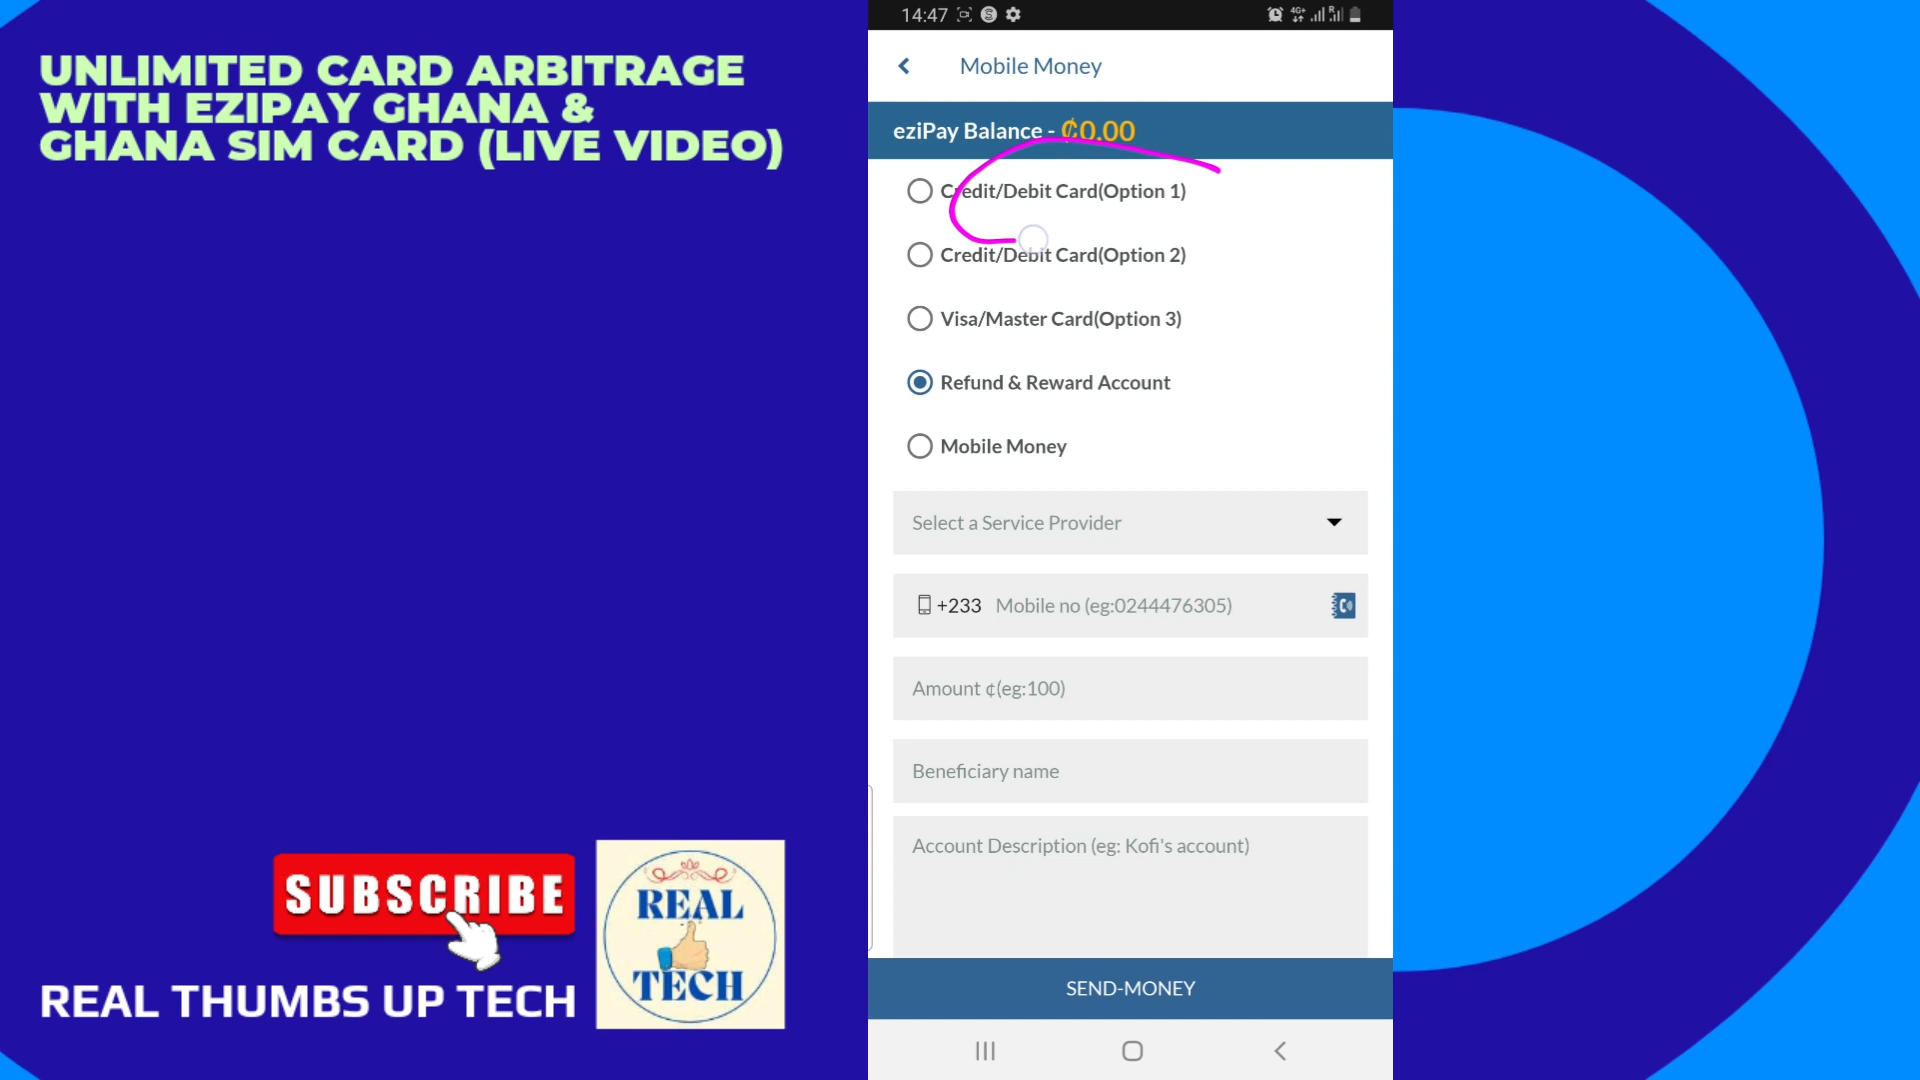 UNLIMITED CARD ARBITRAGE
WITH EZIPAY GHANA &
GHANA SIM CARD (LIVE VIDEO)
SUBSCRIBE
REAL THUMBS UP TECH
REAL
TECH
14:47
4G+
R
Mobile Money
eziPay Balance - ₵0.00
Credit/Debit Card(Option 1)
Credit/Debit Card(Option 2)
Visa/Master Card(Option 3)
Refund & Reward Account
Mobile Money
Select a Service Provider
+233 Mobile no (eg:0244476305)
Amount ¢(eg:100)
Beneficiary name
Account Description (eg: Kofi's account)
SEND-MONEY